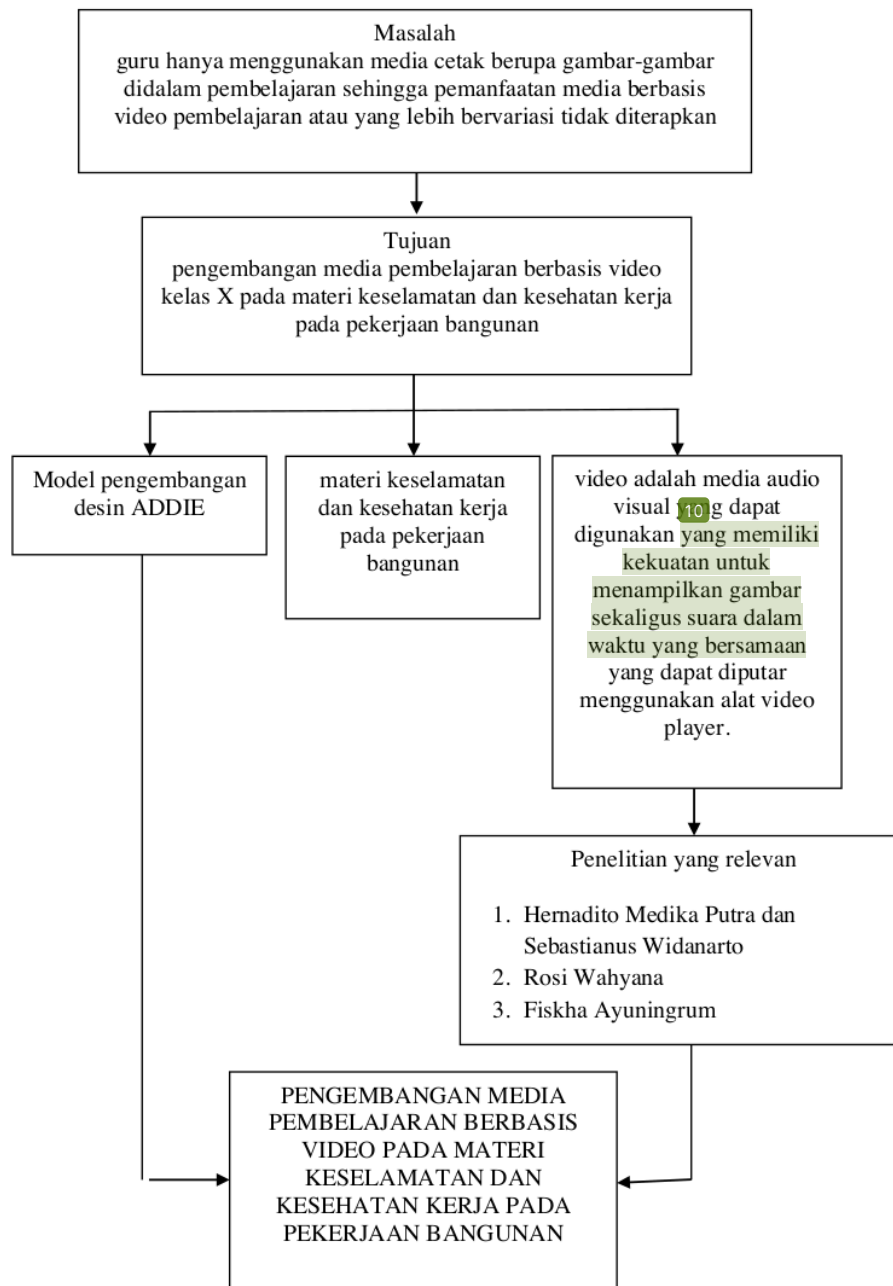 Masalah
guru hanya menggunakan media cetak berupa gambar-gambar
didalam pembelajaran sehingga pemanfaatan media berbasis
video pembelajaran atau yang lebih bervariasi tidak diterapkan
Tujuan
pengembangan media pembelajaran berbasis video
kelas X pada materi keselamatan dan kesehatan kerja
pada pekerjaan bangunan
Model pengembangan
desin ADDIE
materi keselamatan
dan kesehatan kerja
pada pekerjaan
bangunan
video adalah media audio
visual yang dapat
10
digunakan yang memiliki
kekuatan untuk
menampilkan gambar
sekaligus suara dalam
waktu yang bersamaan
yang dapat diputar
menggunakan alat video
player.
Penelitian yang relevan
1. Hernadito Medika Putra dan
Sebastianus Widanarto
2. Rosi Wahyana
3. Fiskha Ayuningrum
PENGEMBANGAN MEDIA
PEMBELAJARAN BERBASIS
VIDEO PADA MATERI
KESELAMATAN DAN
KESEHATAN KERJA PADA
PEKERJAAN BANGUNAN